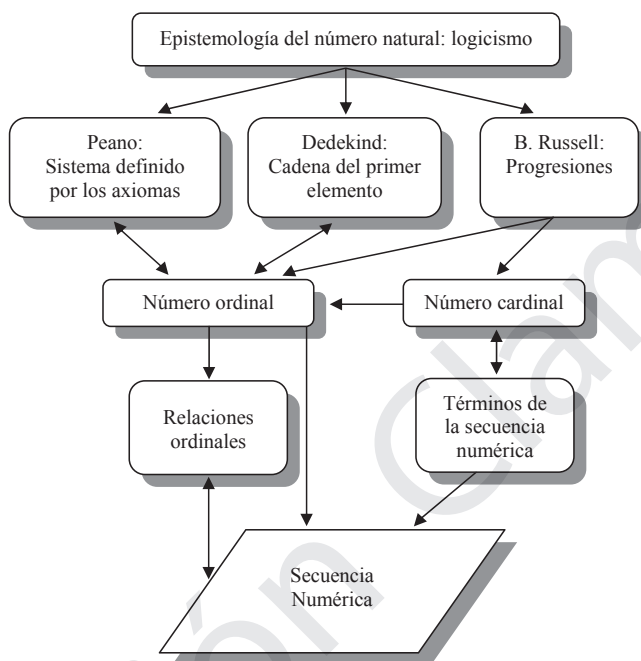 Epistemología del número natural: logicismo
Peano:
Sistema definido
por los axiomas
Dedekind:
Cadena del primer
elemento
B. Russell:
Progresiones
Número ordinal
Número cardinal
Relaciones
ordinales
Términos de
la secuencia
numérica
Secuencia
Numérica